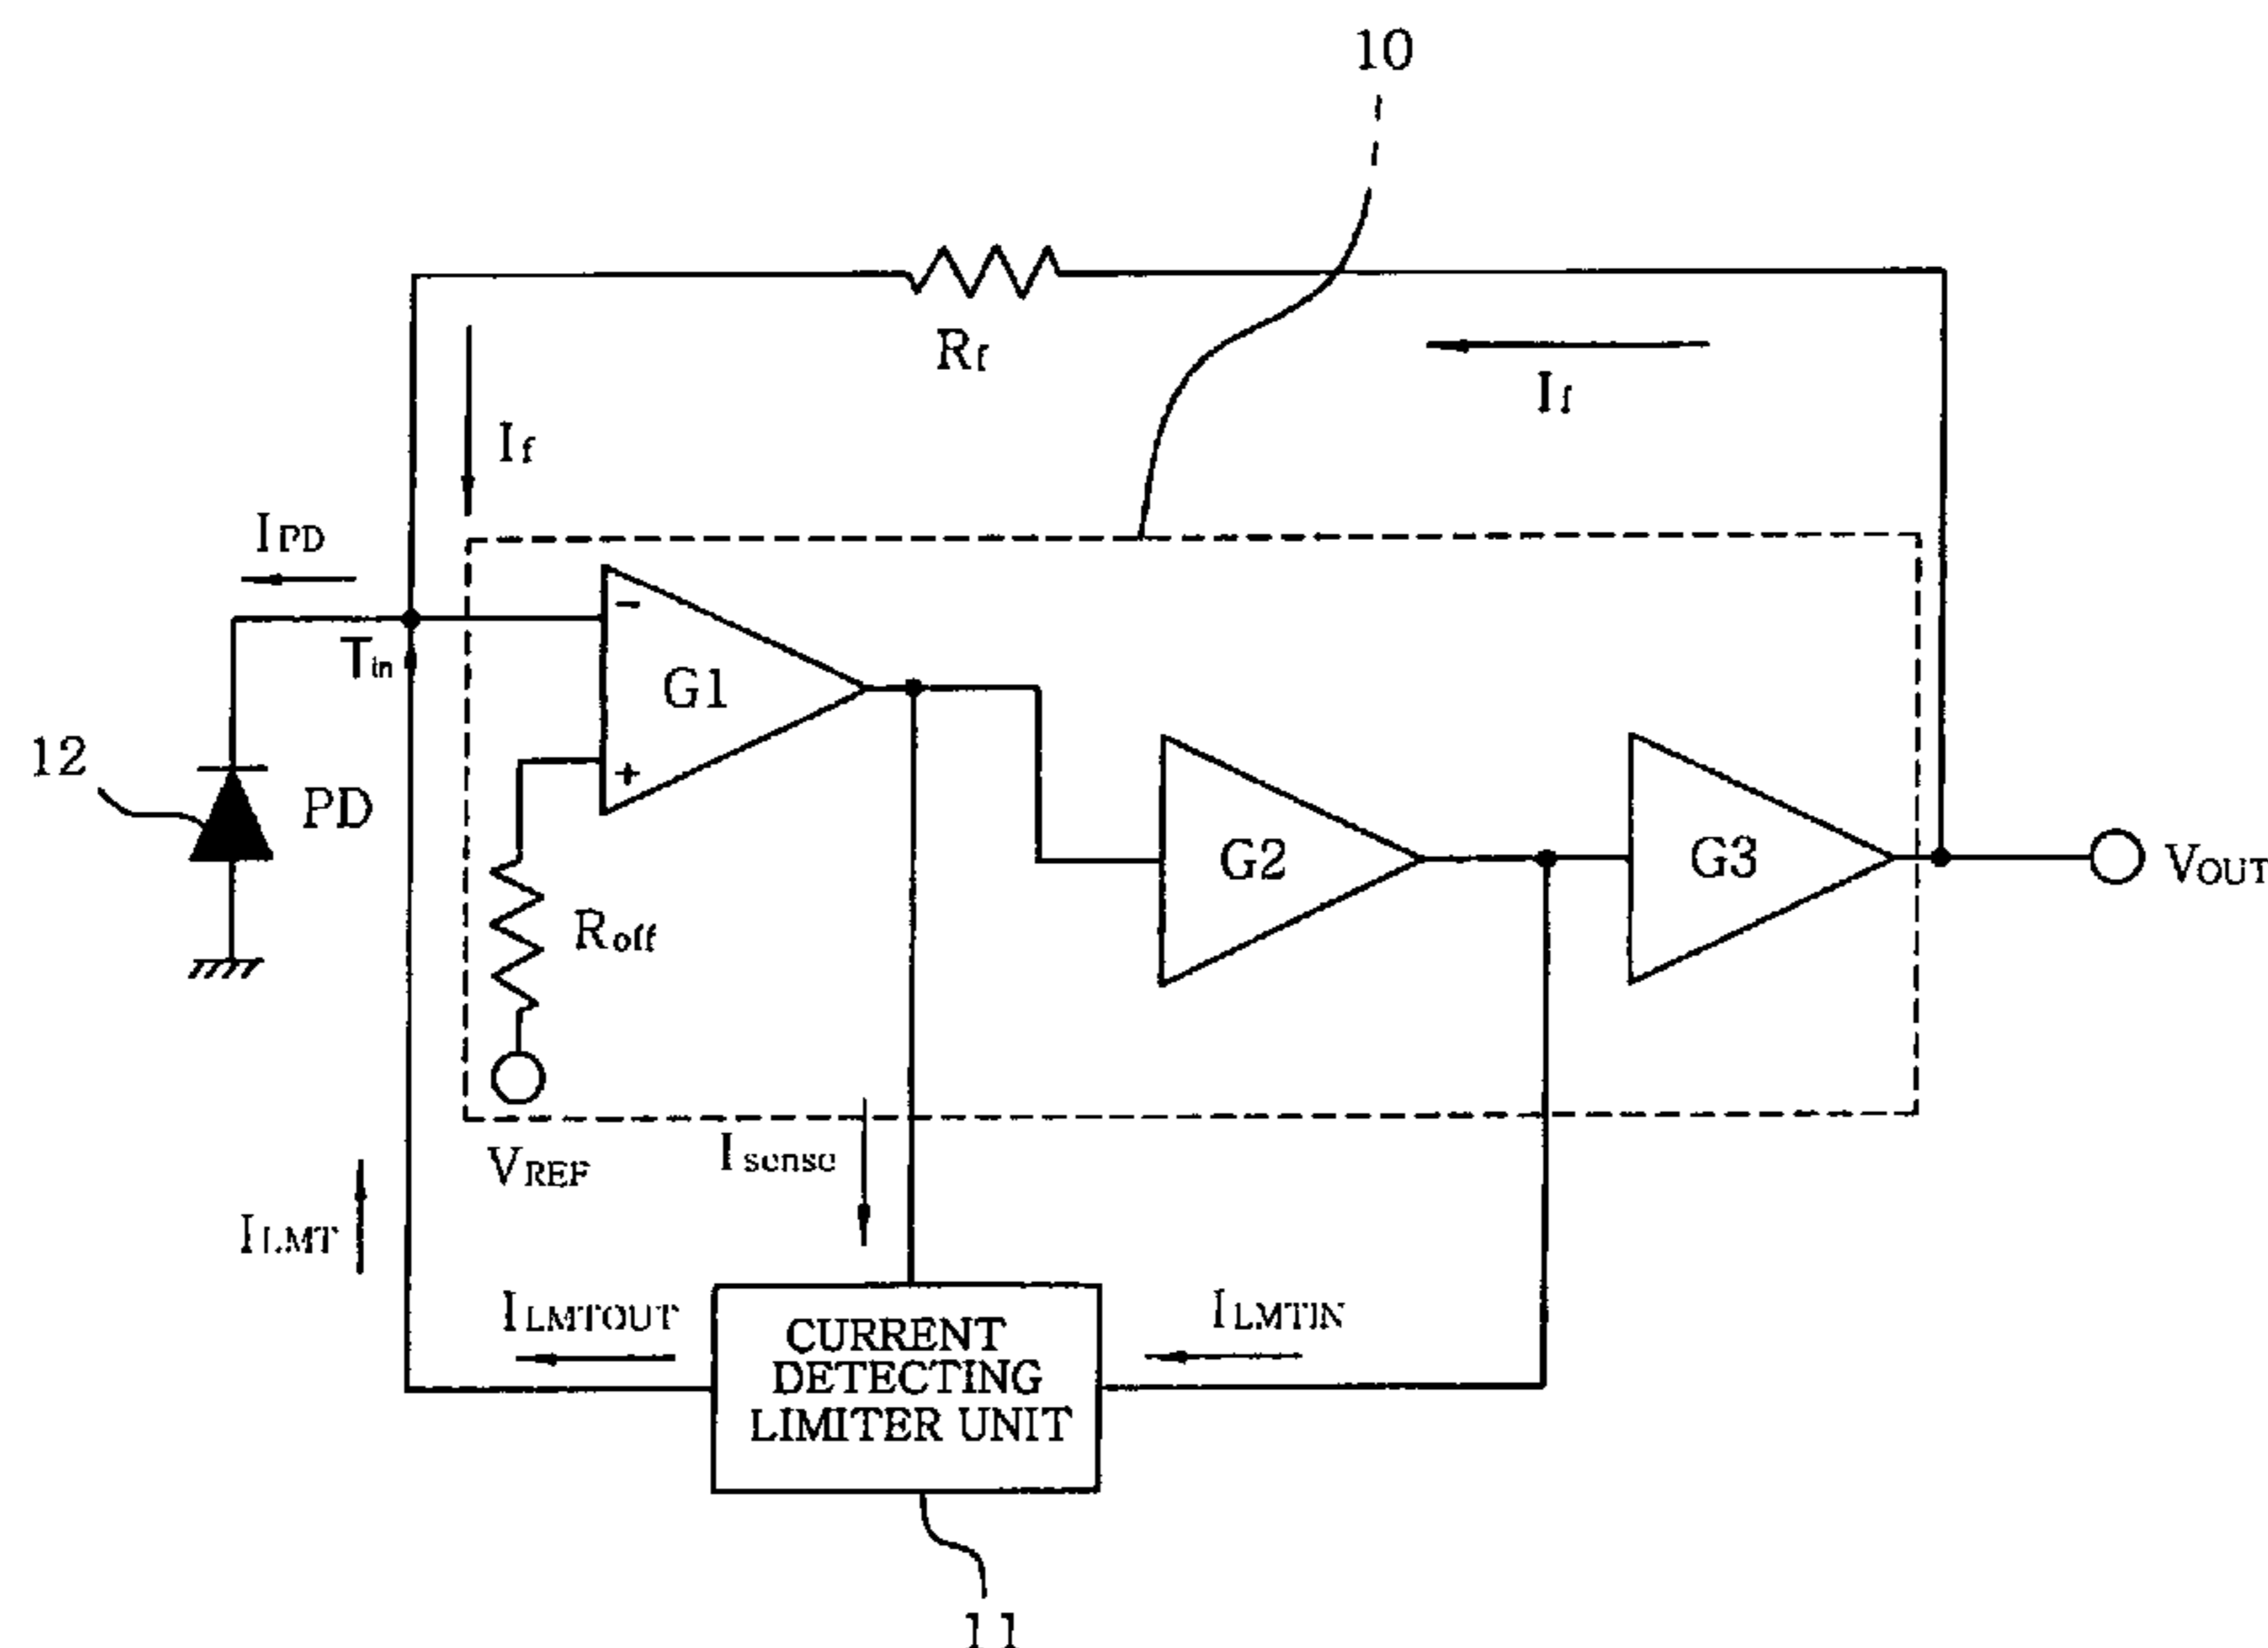 10
Rf
If
If
IPD
Tin
-
G1
12
PD
+
G2
G3
VOUT
Roff
VREF
Isense
ILMT
ILMTOUT
ILMTIN
CURRENT
DETECTING
LIMITER UNIT
11